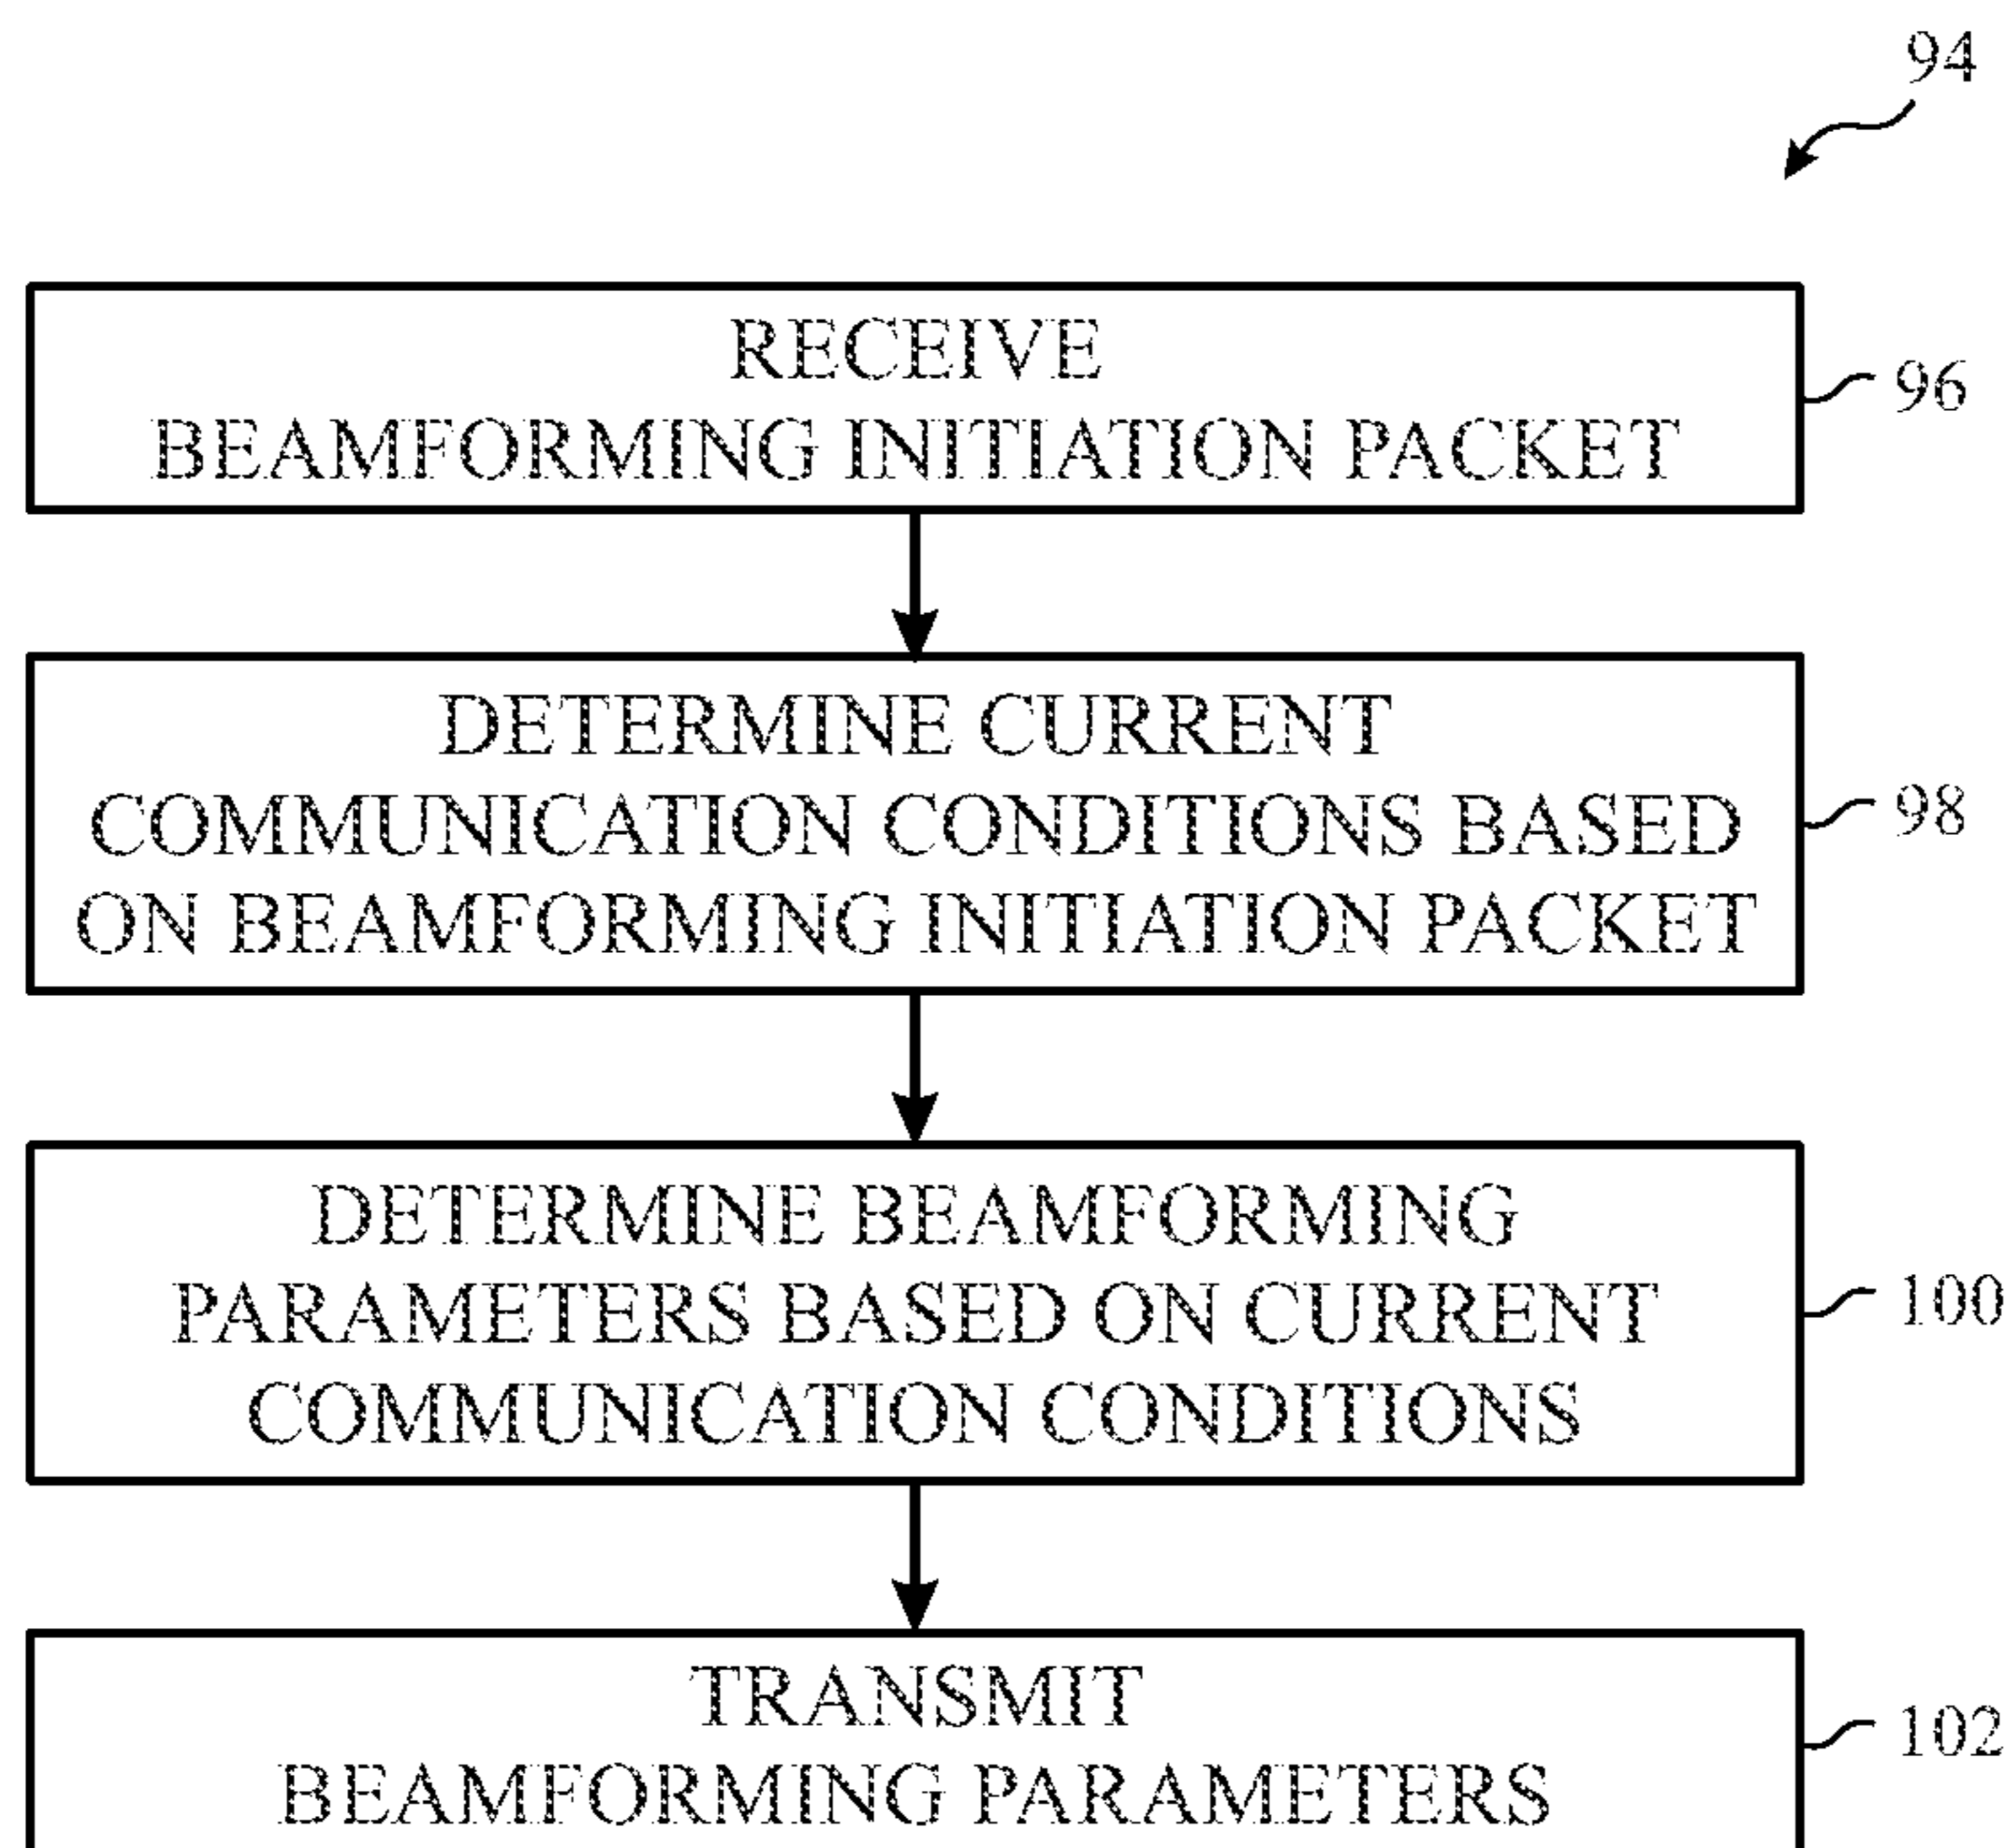 94
RECEIVE
BEAMFORMING INITIATION PACKET
96
DETERMINE CURRENT
COMMUNICATION CONDITIONS BASED
ON BEAMFORMING INITIATION PACKET
98
DETERMINE BEAMFORMING
PARAMETERS BASED ON CURRENT
COMMUNICATION CONDITIONS
100
TRANSMIT
BEAMFORMING PARAMETERS
102